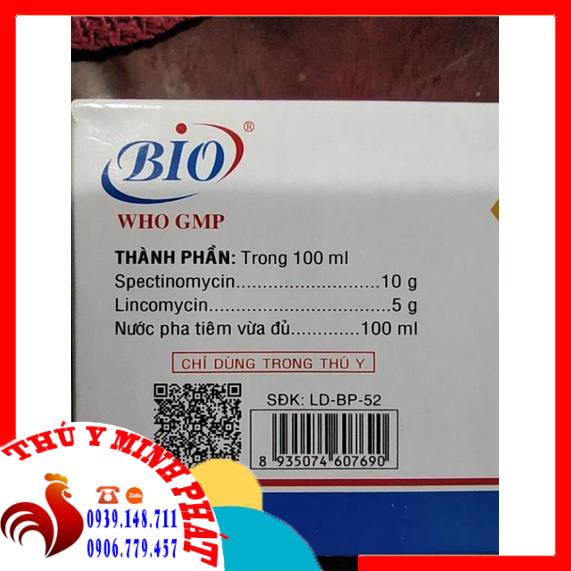 BIO®
WHO GMP
THÀNH PHẦN: Trong 100 ml
Spectinomycin........................10 g
Lincomycin..........................5 g
Nước pha tiêm vừa đủ.............100 ml
CHỈ DÙNG TRONG THÚ Y
SĐK: LD-BP-52
8 935074 607690
THÚ Y MINH PHÁT
Zalo
0939.148.711
0906.779.457